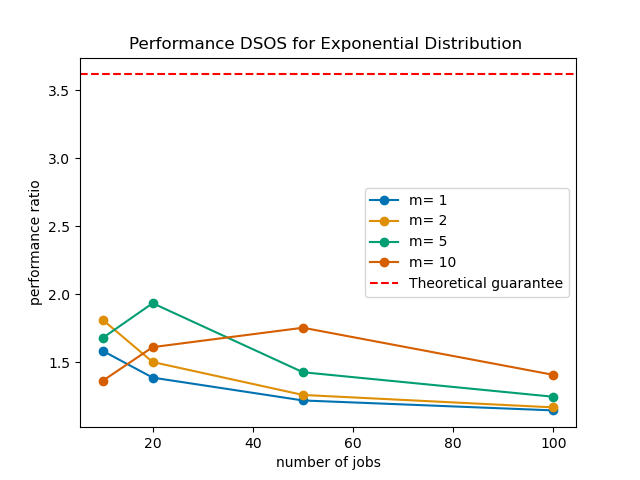 Performance DSOS for Exponential Distribution
performance ratio
3.5
3.0
2.5
2.0
1.5
m= 1
m= 2
m= 5
m= 10
Theoretical guarantee
20
40
60
80
100
number of jobs